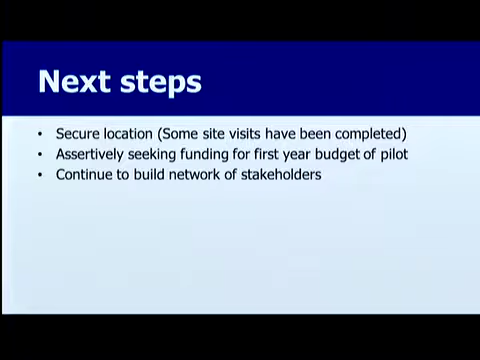 Next steps
• Secure location (Some site visits have been completed)
• Assertively seeking funding for first year budget of pilot
• Continue to build network of stakeholders